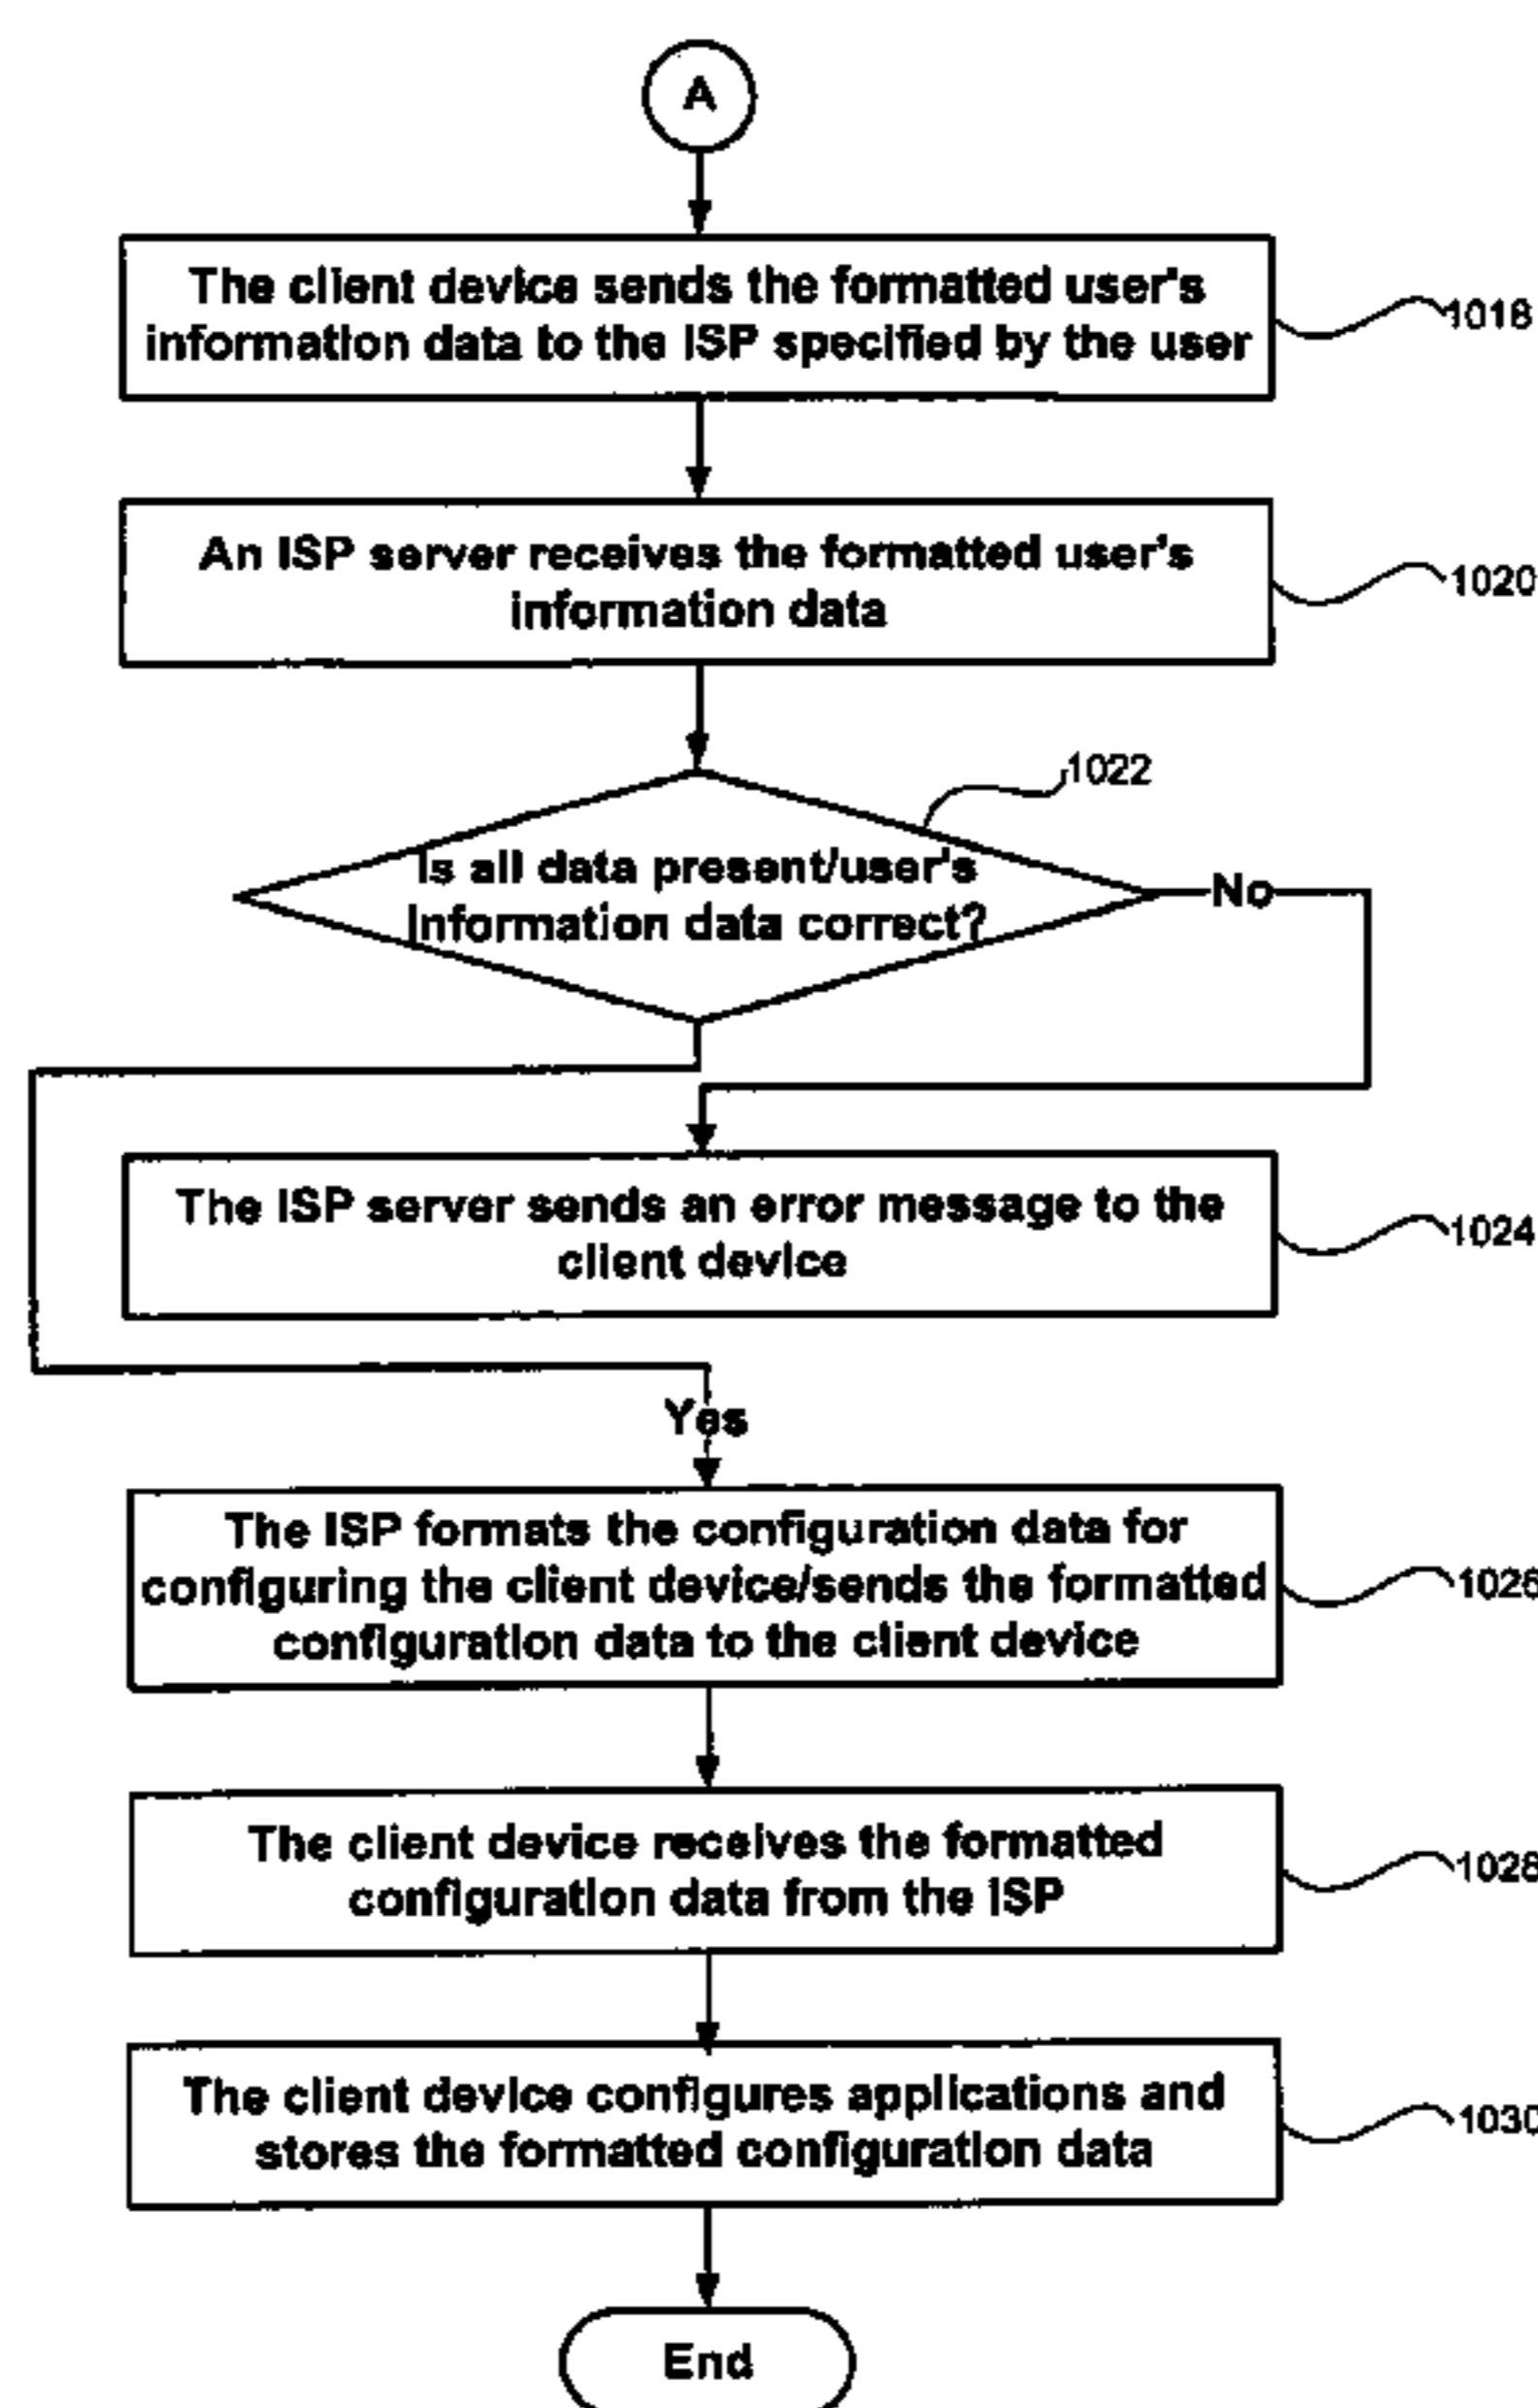 A
The client device sends the formatted user's
information data to the ISP specified by the user
1018
An ISP server receives the formatted user's
information data
1020
1022
Is all data present/user's
information data correct?
No
The ISP server sends an error message to the
client device
1024
Yes
The ISP formats the configuration data for
configuring the client device/sends the formatted
configuration data to the client device
1026
The client device receives the formatted
configuration data from the ISP
1028
The client device configures applications and
stores the formatted configuration data
1030
End